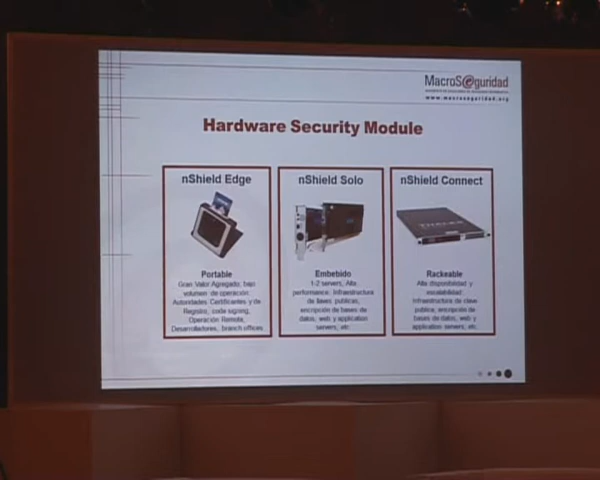 MacroS@guridad
www.macroseguridad.org
Hardware Security Module
nShield Edge
Portable
Gran Valor Agregado, bajo
volumen de operación:
Autoridades Certificantes y de
Registro, code signing,
Operación Remota,
Desarrolladores, branch offices
nShield Solo
Embebido
1-2 servers, Alta
performance: Infraestructura
de llaves publicas,
encripción de bases de
datos, web y application
servers, etc.
nShield Connect
THALES
Rackeable
Alta disponibilidad y
escalabilidad:
Infraestructura de clave
publica, encripción de
bases de datos, web y
application servers, etc.